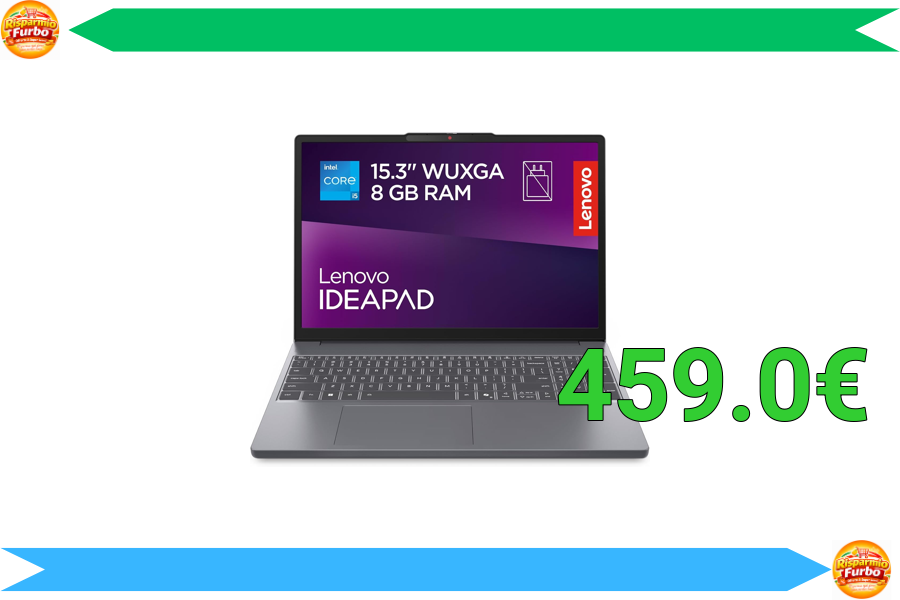 Risparmio
Furbo
intel
CORE
i5
15.3" WUXGA
8 GB RAM
Lenovo
Lenovo
IDEAPAD
459.0€
Risparmio
Furbo